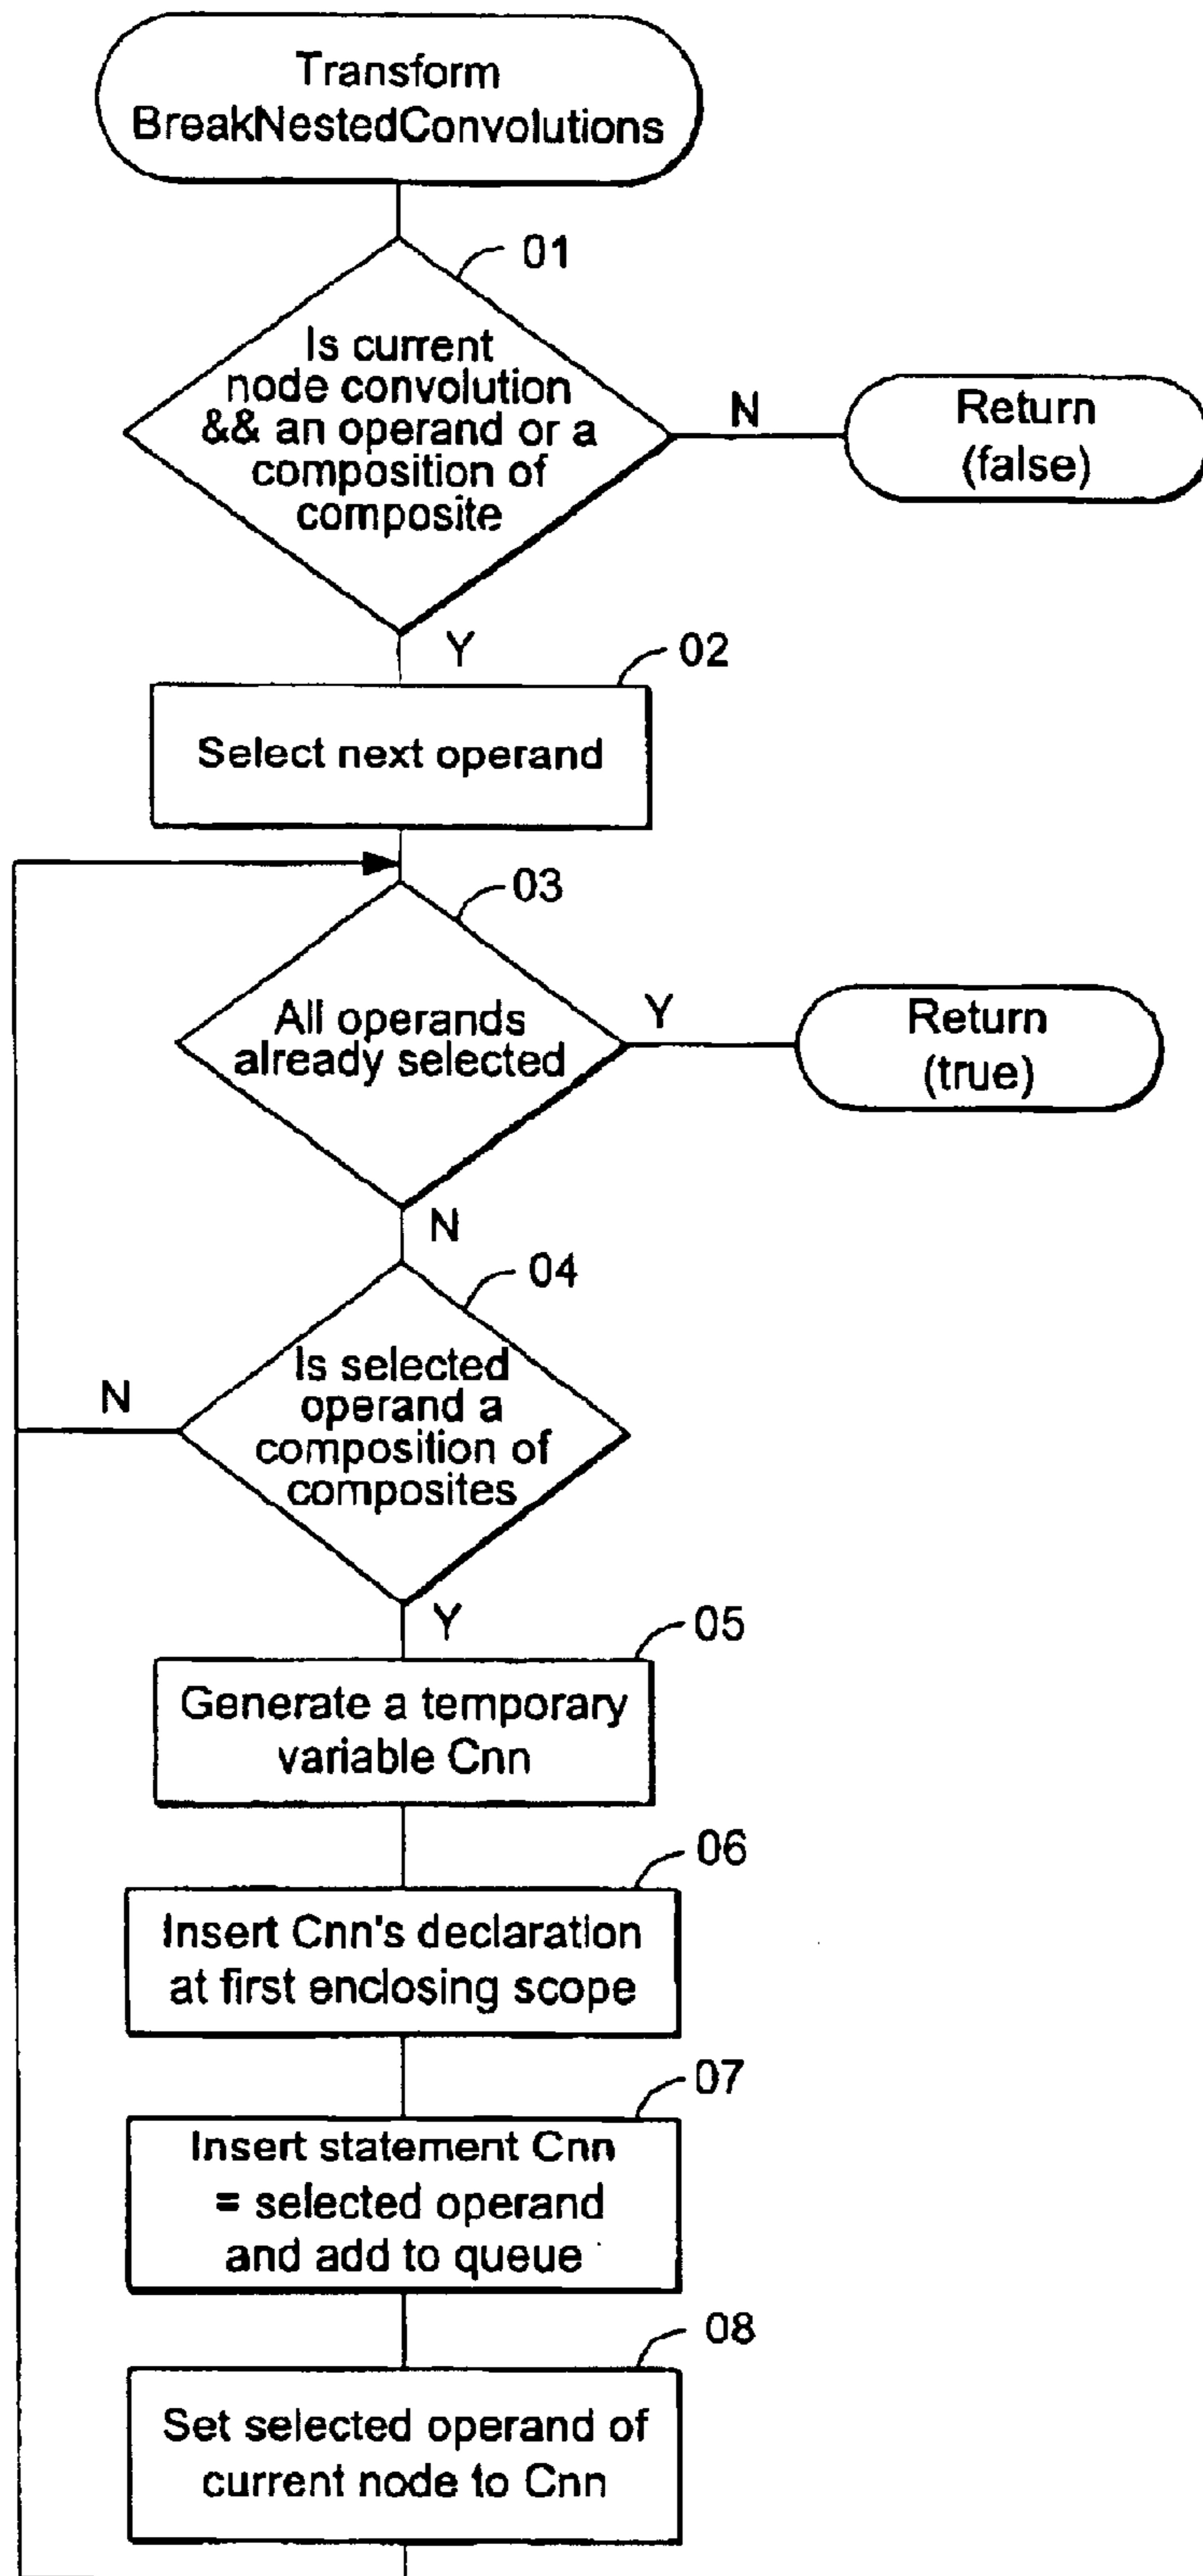 Transform
BreakNestedConvolutions
01
Is current
node convolution
&& an operand or a
composition of
composite
N
Return
(false)
Y
02
Select next operand
03
All operands
already selected
Y
Return
(true)
N
04
Is selected
operand a
composition of
composites
N
Y
05
Generate a temporary
variable Cnn
06
Insert Cnn's declaration
at first enclosing scope
07
Insert statement Cnn
= selected operand
and add to queue
08
Set selected operand of
current node to Cnn